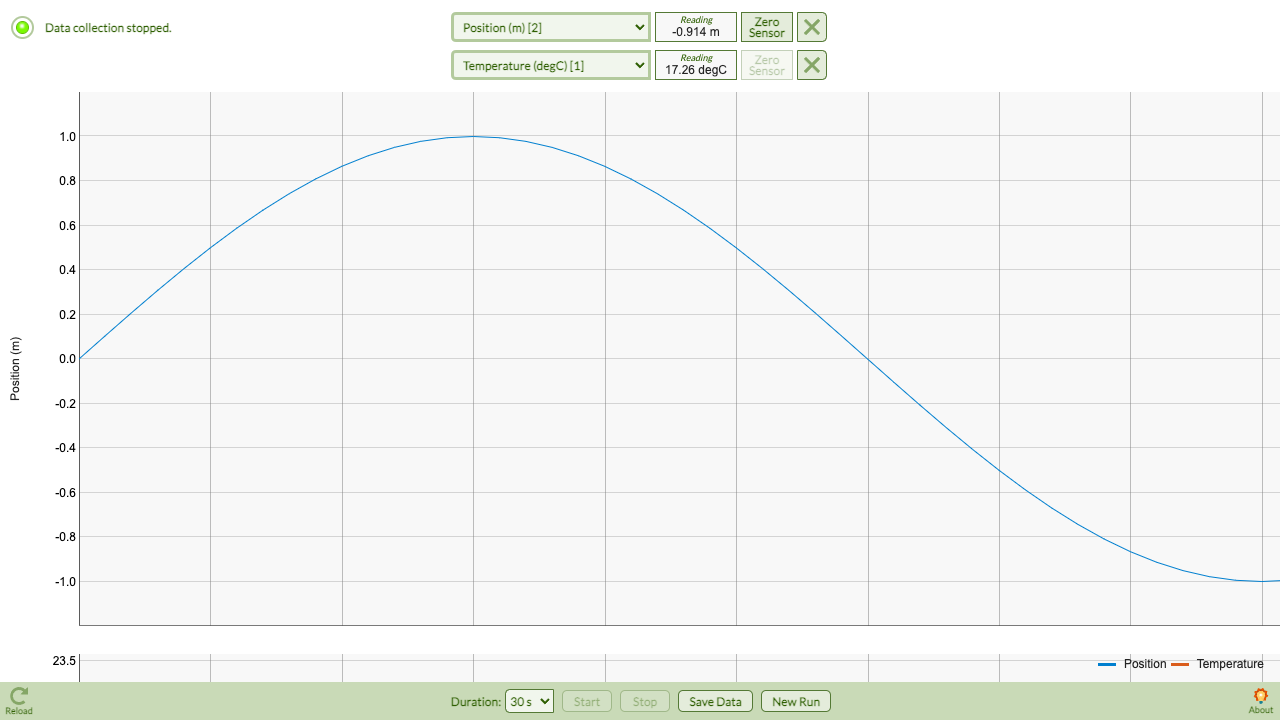 Data collection stopped.
Position (m) [2]
Reading
-0.914 m
Zero
Sensor
Temperature (degC) [1]
Reading
17.26 degC
Zero
Sensor
1.0
0.8
0.6
0.4
0.2
0.0
-0.2
-0.4
-0.6
-0.8
-1.0
Position (m)
23.5
Position Temperature
Reload
Duration: 30 s Start Stop Save Data New Run
About